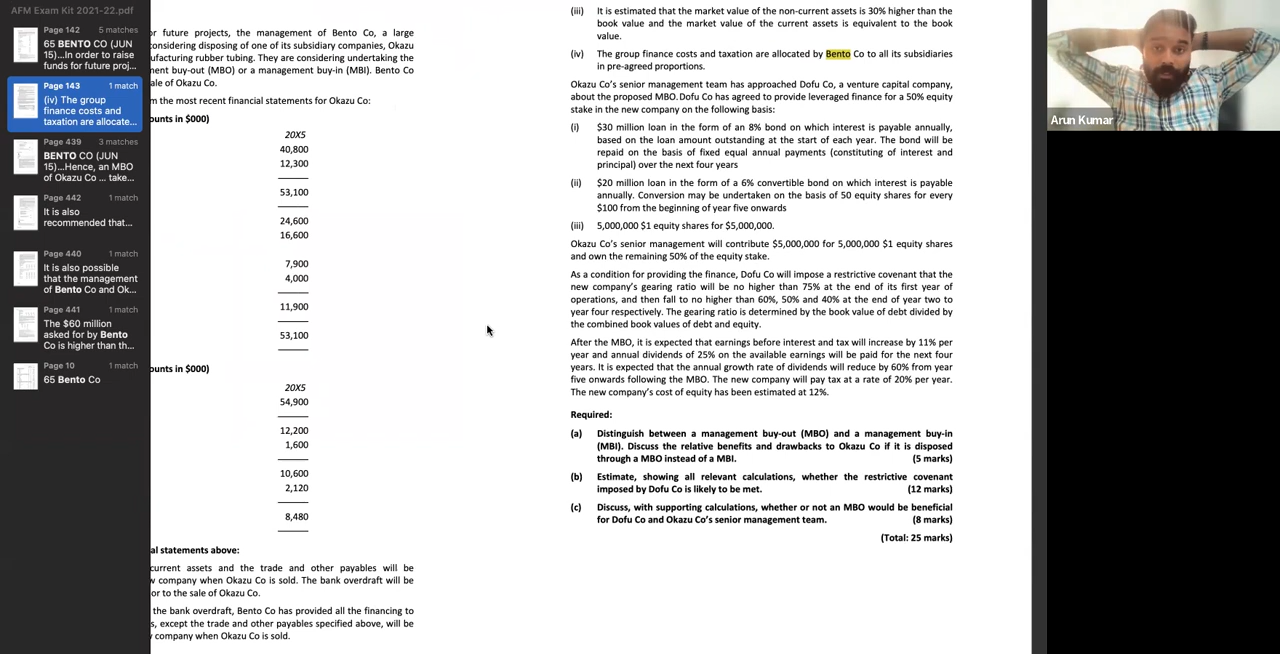 AFM Exam Kit 2021-22.pdf
Page 142 5 matches
65 BENTO CO (JUN
15)...In order to raise
funds for future proj...
Page 143 1 match
(iv) The group
finance costs and
taxation are allocate...
Page 439 3 matches
BENTO CO (JUN
15)...Hence, an MBO
of Okazu Co ... take...
Page 442 1 match
It is also
recommended that...
Page 440 1 match
It is also possible
that the management
of Bento Co and Ok...
Page 441 1 match
The $60 million
asked for by Bento
Co is higher than th...
Page 10 1 match
65 Bento Co
or future projects, the management of Bento Co, a large
considering disposing of one of its subsidiary companies, Okazu
ufacturing rubber tubing. They are considering undertaking the
ment buy-out (MBO) or a management buy-in (MBI). Bento Co
ale of Okazu Co.
m the most recent financial statements for Okazu Co:
ounts in $000)
20X5
40,800
12,300
53,100
24,600
16,600
7,900
4,000
11,900
53,100
ounts in $000)
20X5
54,900
12,200
1,600
10,600
2,120
8,480
al statements above:
current assets and the trade and other payables will be
w company when Okazu Co is sold. The bank overdraft will be
or to the sale of Okazu Co.
the bank overdraft, Bento Co has provided all the financing to
s, except the trade and other payables specified above, will be
y company when Okazu Co is sold.
(iii) It is estimated that the market value of the non-current assets is 30% higher than the
book value and the market value of the current assets is equivalent to the book
value.
(iv) The group finance costs and taxation are allocated by Bento Co to all its subsidiaries
in pre-agreed proportions.
Okazu Co's senior management team has approached Dofu Co, a venture capital company,
about the proposed MBO. Dofu Co has agreed to provide leveraged finance for a 50% equity
stake in the new company on the following basis:
(i) $30 million loan in the form of an 8% bond on which interest is payable annually,
based on the loan amount outstanding at the start of each year. The bond will be
repaid on the basis of fixed equal annual payments (constituting of interest and
principal) over the next four years
(ii) $20 million loan in the form of a 6% convertible bond on which interest is payable
annually. Conversion may be undertaken on the basis of 50 equity shares for every
$100 from the beginning of year five onwards
(iii) 5,000,000 $1 equity shares for $5,000,000.
Okazu Co's senior management will contribute $5,000,000 for 5,000,000 $1 equity shares
and own the remaining 50% of the equity stake.
As a condition for providing the finance, Dofu Co will impose a restrictive covenant that the
new company's gearing ratio will be no higher than 75% at the end of its first year of
operations, and then fall to no higher than 60%, 50% and 40% at the end of year two to
year four respectively. The gearing ratio is determined by the book value of debt divided by
the combined book values of debt and equity.
After the MBO, it is expected that earnings before interest and tax will increase by 11% per
year and annual dividends of 25% on the available earnings will be paid for the next four
years. It is expected that the annual growth rate of dividends will reduce by 60% from year
five onwards following the MBO. The new company will pay tax at a rate of 20% per year.
The new company's cost of equity has been estimated at 12%.
Required:
(a) Distinguish between a management buy-out (MBO) and a management buy-in
(MBI). Discuss the relative benefits and drawbacks to Okazu Co if it is disposed
through a MBO instead of a MBI. (5 marks)
(b) Estimate, showing all relevant calculations, whether the restrictive covenant
imposed by Dofu Co is likely to be met. (12 marks)
(c) Discuss, with supporting calculations, whether or not an MBO would be beneficial
for Dofu Co and Okazu Co's senior management team. (8 marks)
(Total: 25 marks)
Arun Kumar